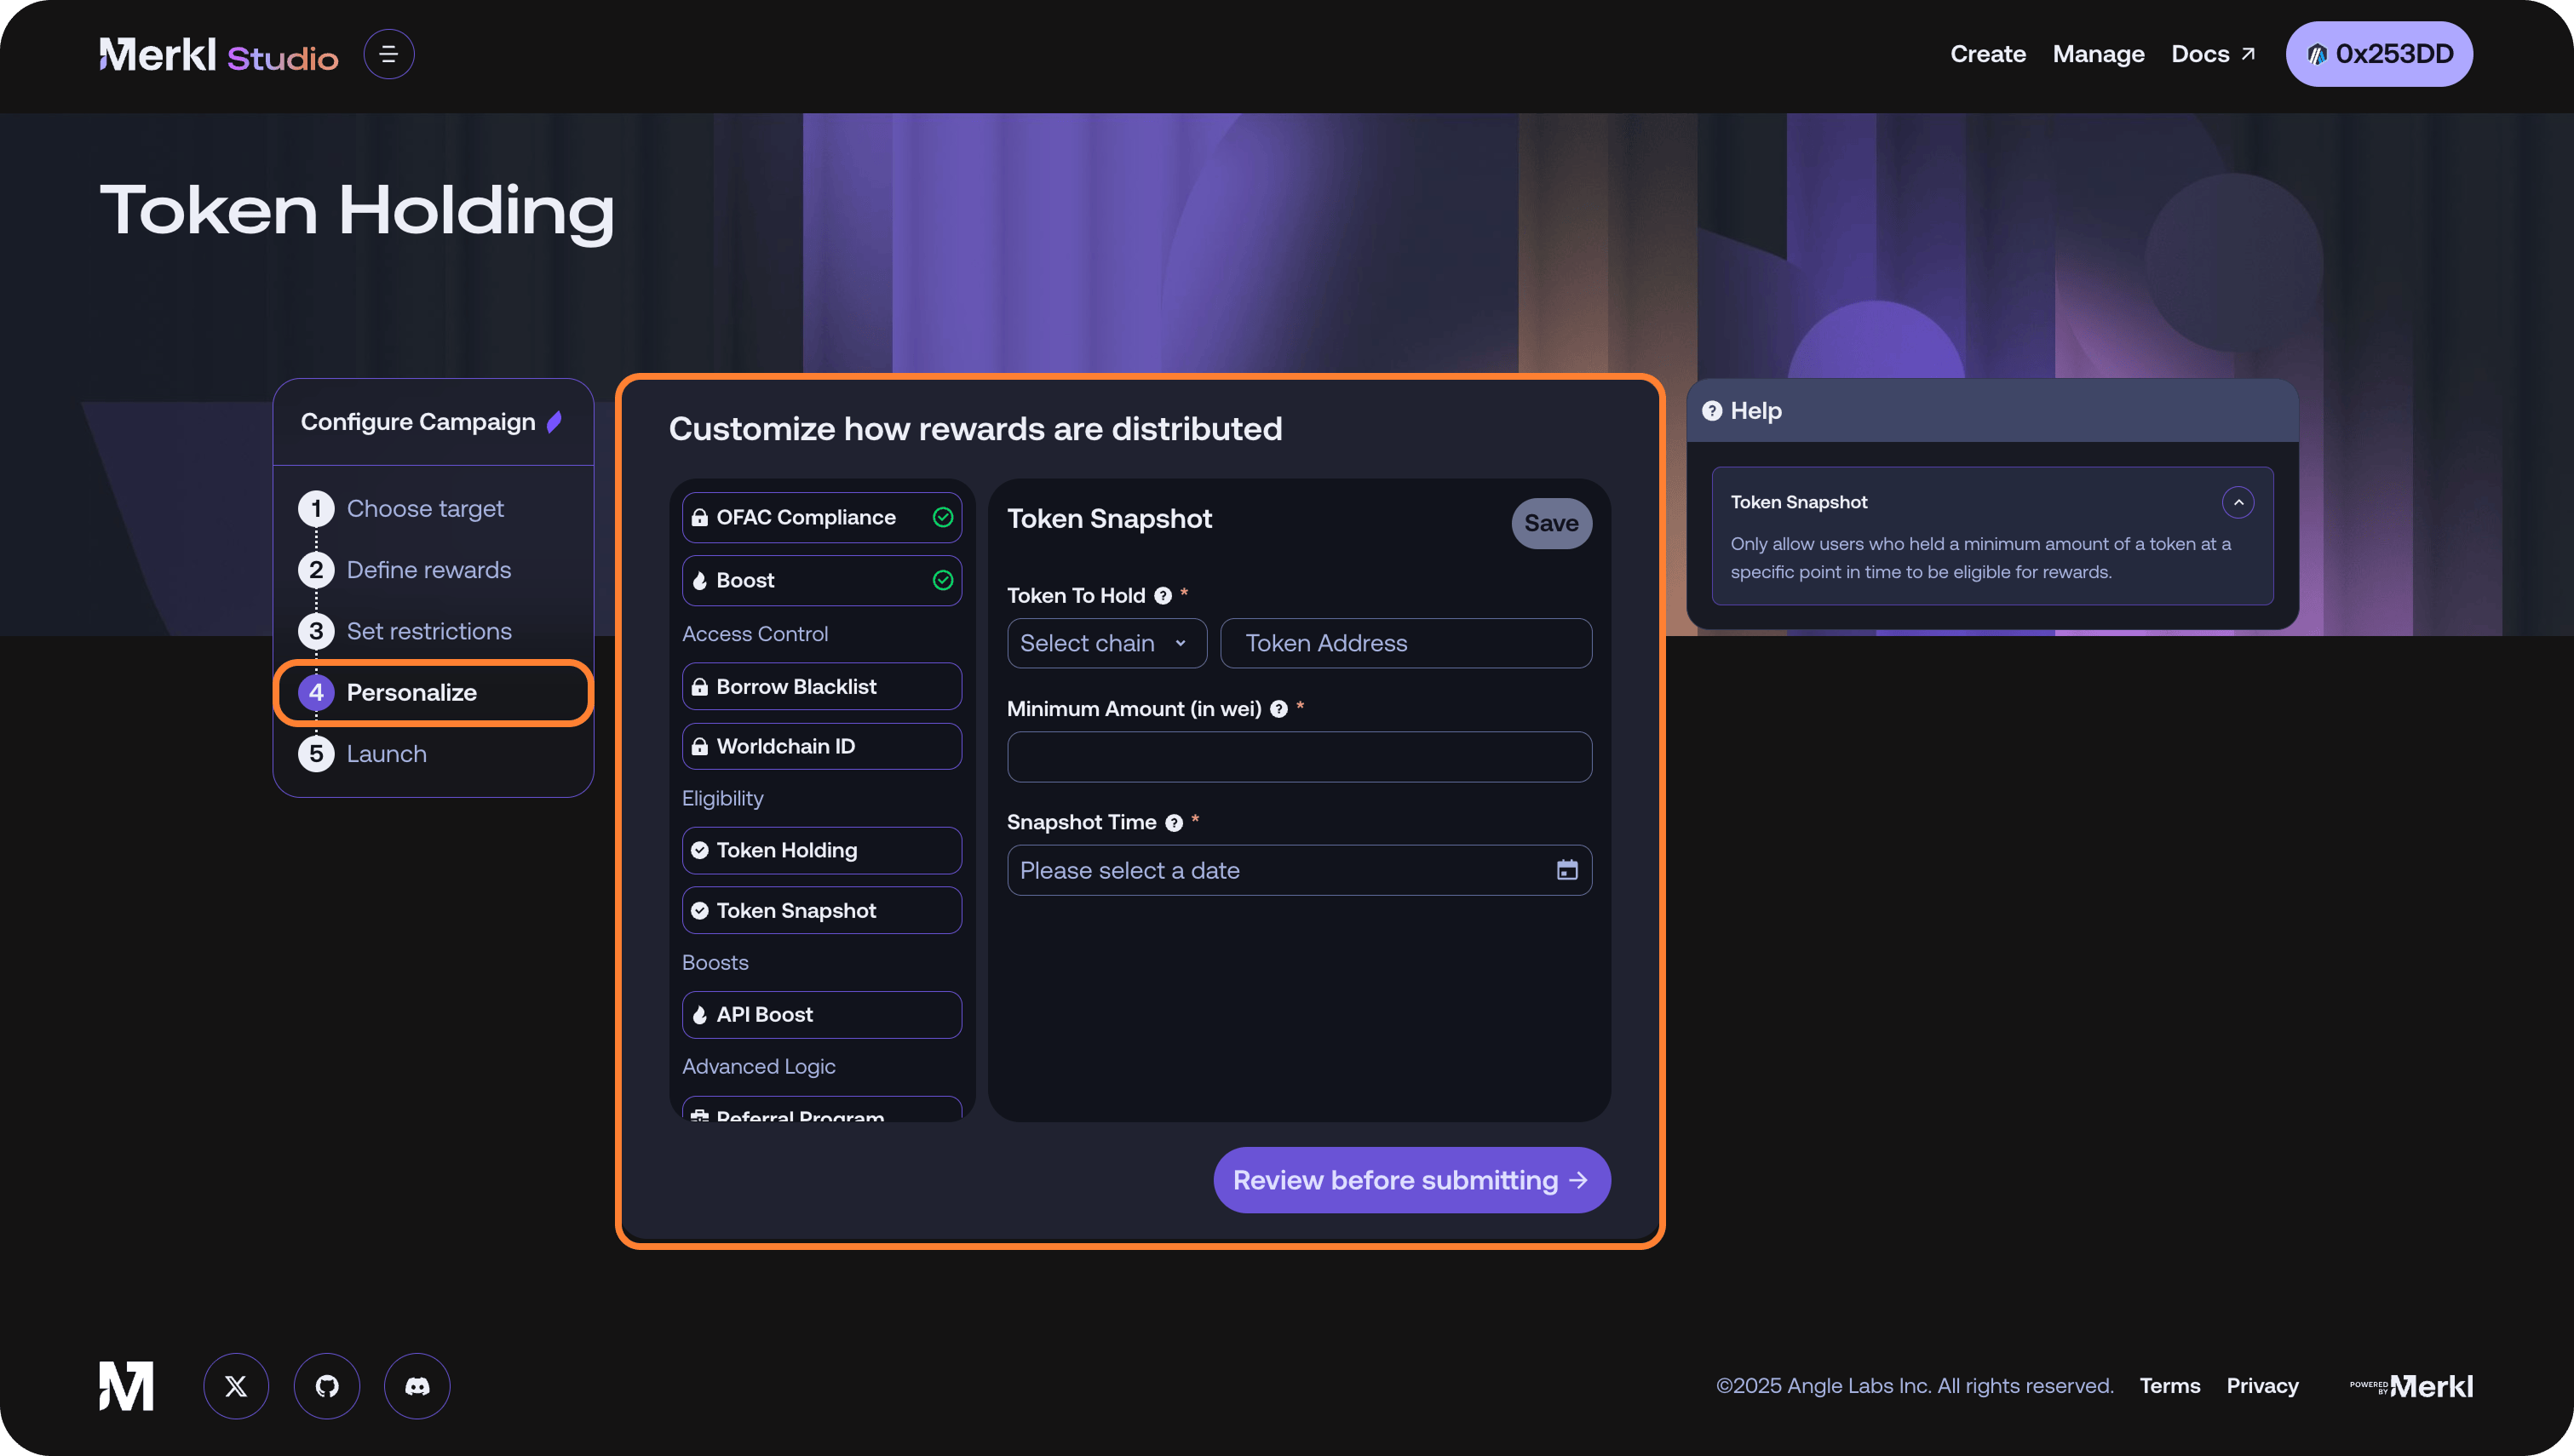 Merkl Studio
Create
Manage
Docs
0x253DD
Token Holding
Configure Campaign
1 Choose target
2 Define rewards
3 Set restrictions
4 Personalize
5 Launch
Customize how rewards are distributed
OFAC Compliance
Boost
Access Control
Borrow Blacklist
Worldchain ID
Eligibility
Token Holding
Token Snapshot
Boosts
API Boost
Advanced Logic
Referral Program
Token Snapshot
Save
Token To Hold ? *
Select chain
Token Address
Minimum Amount (in wei) ? *
Snapshot Time ? *
Please select a date
Review before submitting
? Help
Token Snapshot
Only allow users who held a minimum amount of a token at a
specific point in time to be eligible for rewards.
©2025 Angle Labs Inc. All rights reserved.
Terms
Privacy
POWERED
BY
Merkl